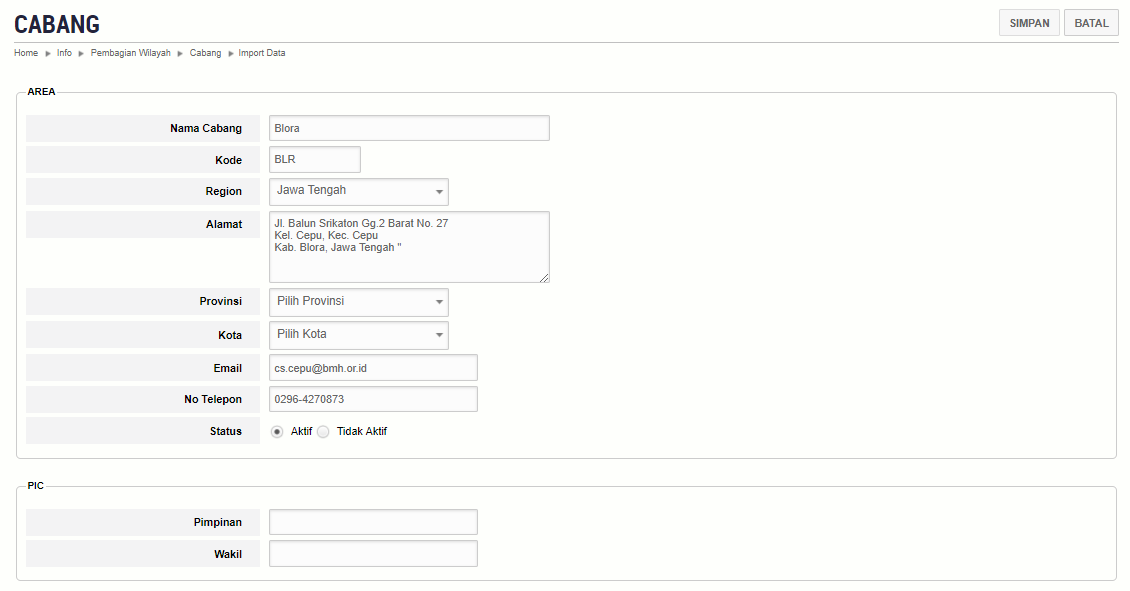 CABANG
SIMPAN BATAL
Home Info Pembagian Wilayah Cabang Import Data
AREA
Nama Cabang Blora
Kode BLR
Region Jawa Tengah
Alamat Jl. Balun Srikaton Gg.2 Barat No. 27
Kel. Cepu, Kec. Cepu
Kab. Blora, Jawa Tengah "
Provinsi Pilih Provinsi
Kota Pilih Kota
Email cs.cepu@bmh.or.id
No Telepon 0296-4270873
Status Aktif Tidak Aktif
PIC
Pimpinan
Wakil